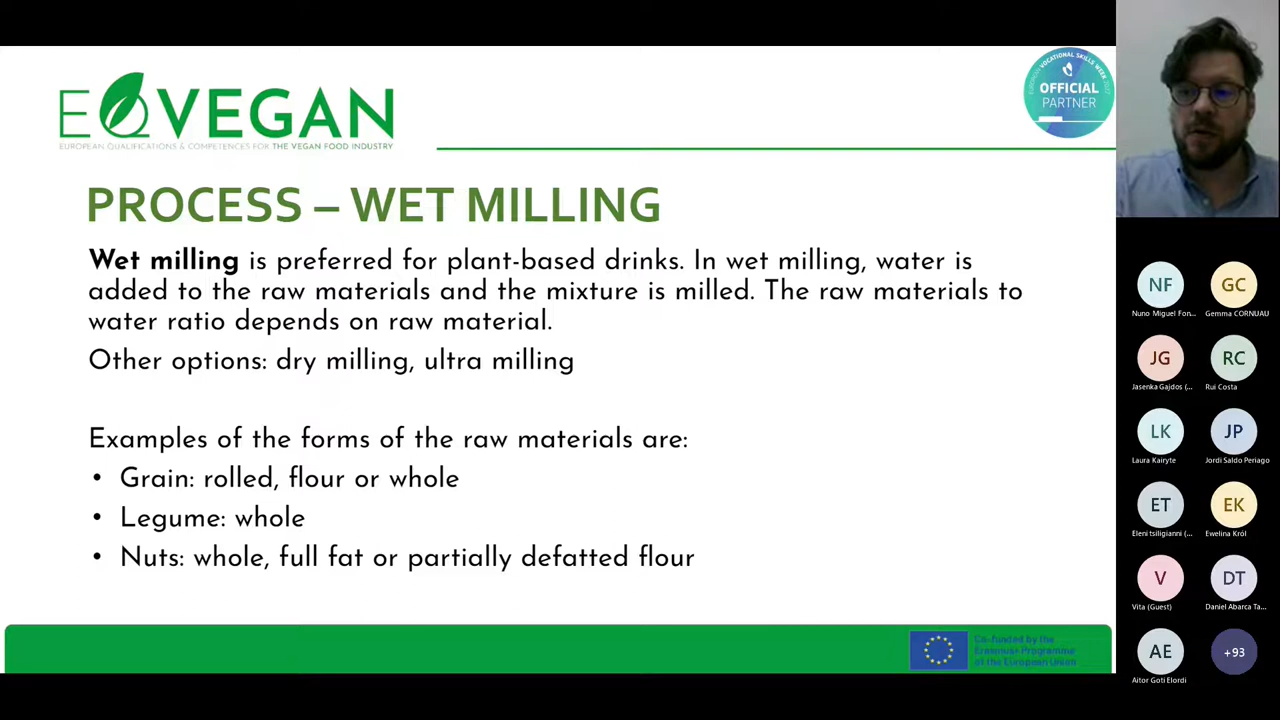 EQVEGAN
EUROPEAN QUALIFICATIONS & COMPETENCES FOR THE VEGAN FOOD INDUSTRY
EUROPEAN VOCATIONAL SKILLS WEEK 2022
OFFICIAL
PARTNER
PROCESS – WET MILLING
Wet milling is preferred for plant-based drinks. In wet milling, water is
added to the raw materials and the mixture is milled. The raw materials to
water ratio depends on raw material.
Other options: dry milling, ultra milling
Examples of the forms of the raw materials are:
• Grain: rolled, flour or whole
• Legume: whole
• Nuts: whole, full fat or partially defatted flour
Co-funded by the
Erasmus+ Programme
of the European Union
NF
GC
Nuno Miguel Fon...
Gemma CORNUAU
JG
RC
Jasenka Gajdos (...
Rui Costa
LK
JP
Laura Kairyte
Jordi Saldo Periago
ET
EK
Eleni tsiligianni (...
Ewelina Król
V
DT
Vita (Guest)
Daniel Abarca Ta...
AE
+93
Aitor Goti Elordi